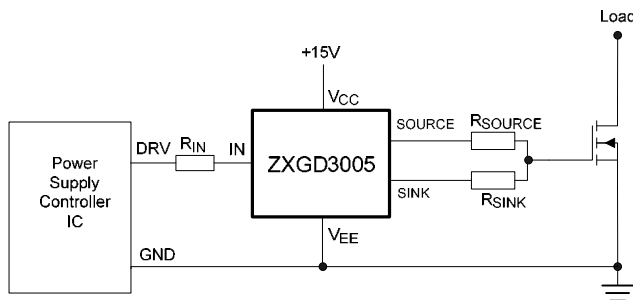 Load
+15V
VCC
SOURCE
RSOURCE
DRV
RIN
IN
ZXGD3005
Power
Supply
Controller
IC
SINK
RSINK
VEE
GND